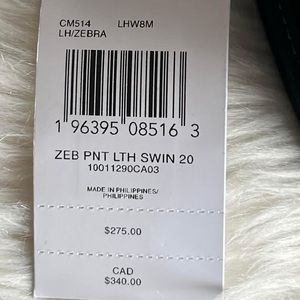 CM514 LHW8M
LH/ZEBRA
1 96395 08516 3
ZEB PNT LTH SWIN 20
10011290CA03
MADE IN PHILIPPINES/
PHILIPPINES
$275.00
CAD
$340.00